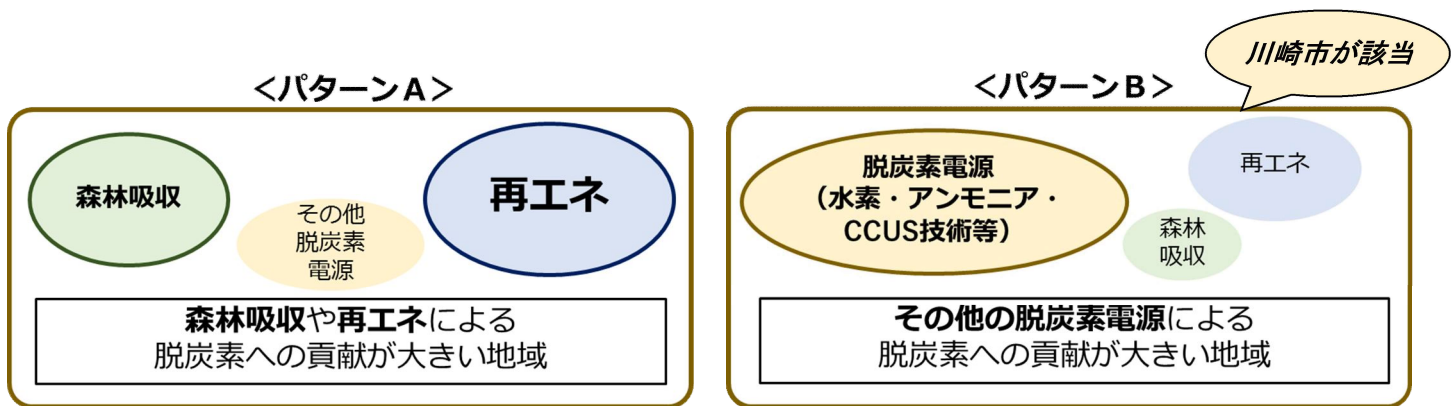 <パターンA>
森林吸収
その他
脱炭素
電源
再エネ
森林吸収や再エネによる
脱炭素への貢献が大きい地域
川崎市が該当
<パターンB>
脱炭素電源
(水素・アンモニア・
CCUS技術等)
再エネ
森林
吸収
その他の脱炭素電源による
脱炭素への貢献が大きい地域